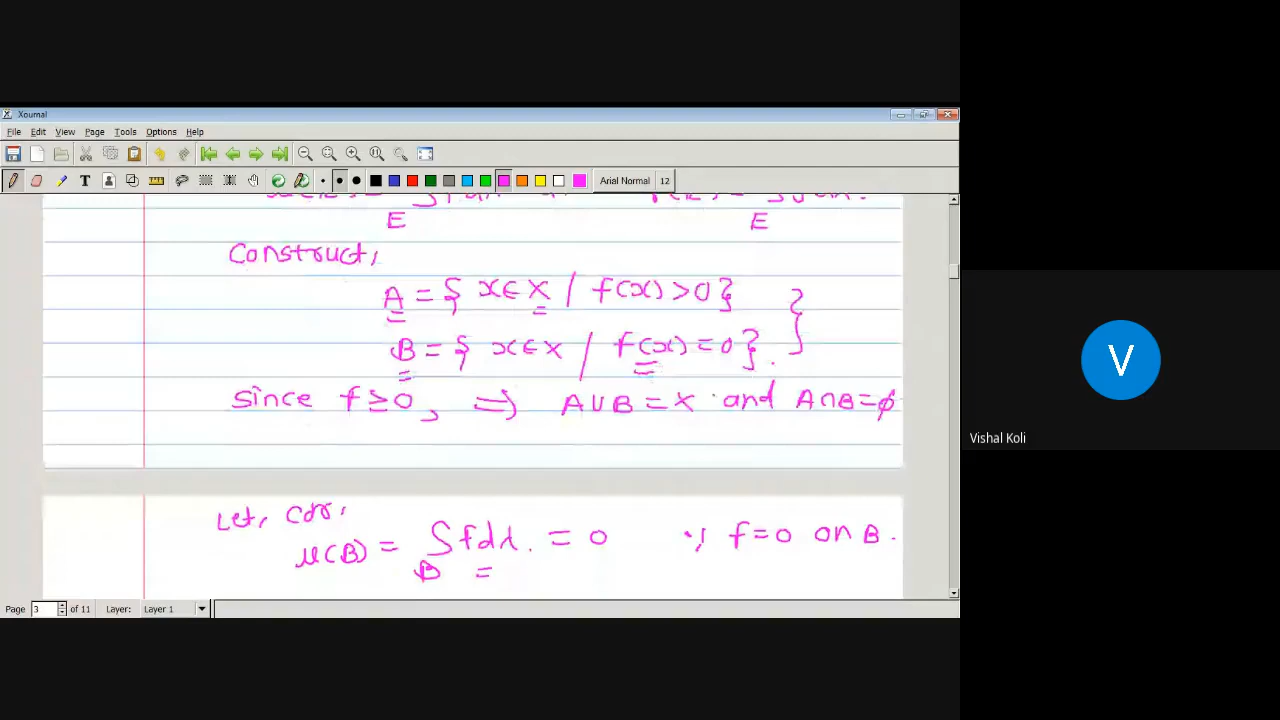 Xournal
File Edit View Page Tools Options Help
Arial Normal 12
E E
Construct,
A = { x∈X / f(x) > 0 }
B = { x∈X / f(x) = 0 }.
since f ≥ 0, ⇒ A∪B = X and A∩B = ϕ
Let, cor,
μ(B) = ∫ f dλ. = 0 ∵ f = 0 on B.
B
Page 3 of 11 Layer: Layer 1
V
Vishal Koli